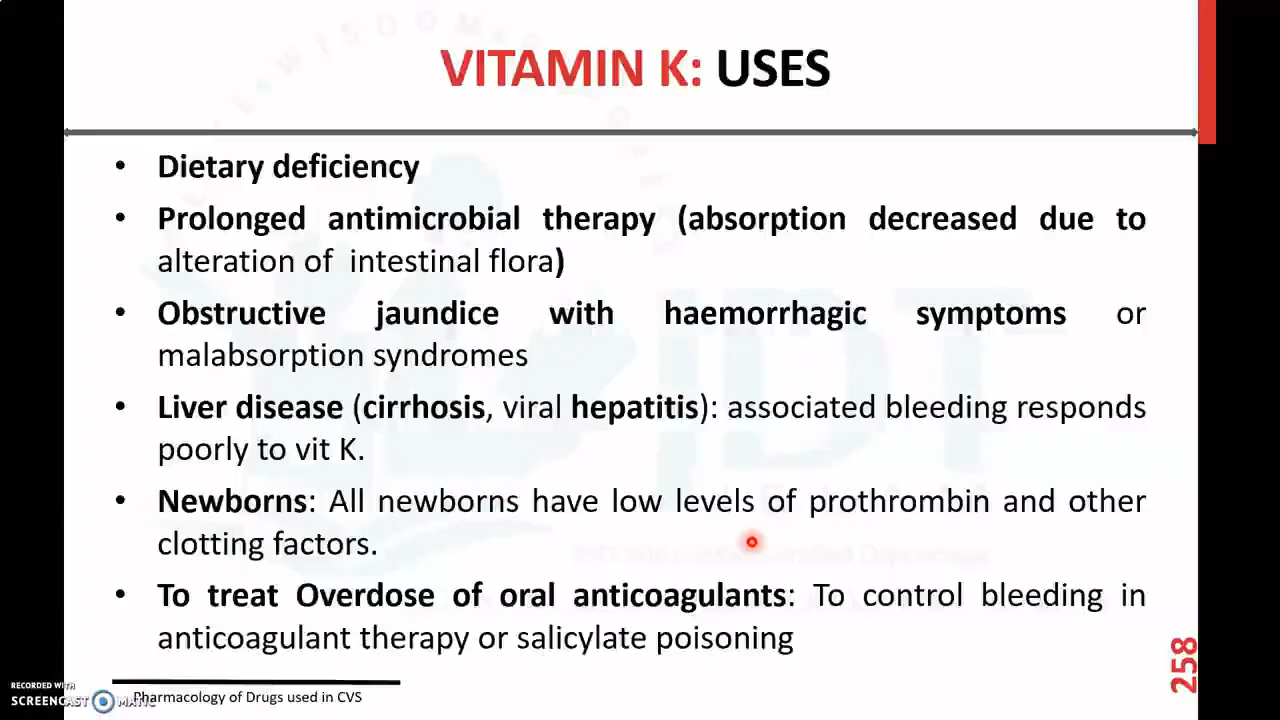 VITAMIN K: USES
• Dietary deficiency
• Prolonged antimicrobial therapy (absorption decreased due to
alteration of intestinal flora)
• Obstructive jaundice with haemorrhagic symptoms or
malabsorption syndromes
• Liver disease (cirrhosis, viral hepatitis): associated bleeding responds
poorly to vit K.
• Newborns: All newborns have low levels of prothrombin and other
clotting factors.
• To treat Overdose of oral anticoagulants: To control bleeding in
anticoagulant therapy or salicylate poisoning
258
Pharmacology of Drugs used in CVS
RECORDED WITH
SCREENCAST MATIC